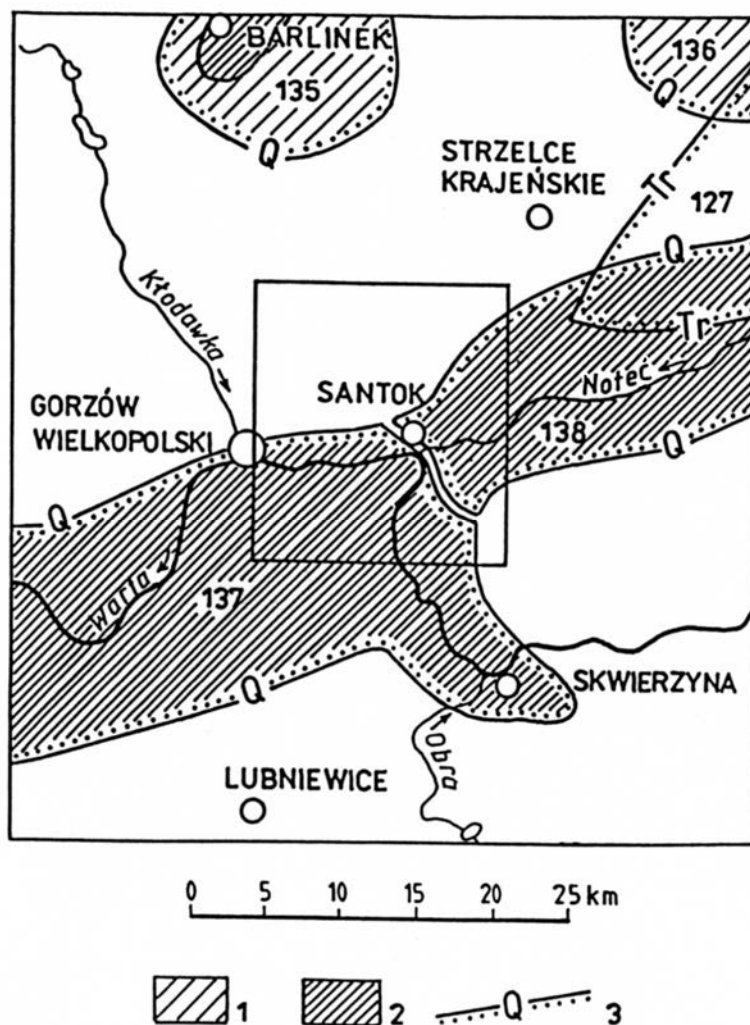 BARLINEK
135
136
Q
Q
STRZELCE
KRAJEŃSKIE
Tr
127
Q
Kłodawka
Tr
Noteć
SANTOK
GORZÓW
WIELKOPOLSKI
138
Q
Q
Warta
137
Q
SKWIERZYNA
Obra
LUBNIEWICE
0 5 10 15 20 25 km
1 2 Q 3